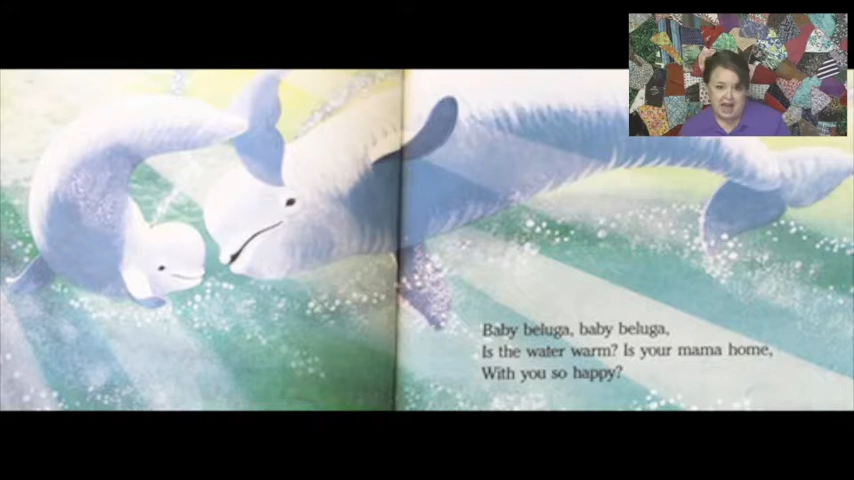 Baby beluga, baby beluga,
Is the water warm? Is your mama home,
With you so happy?